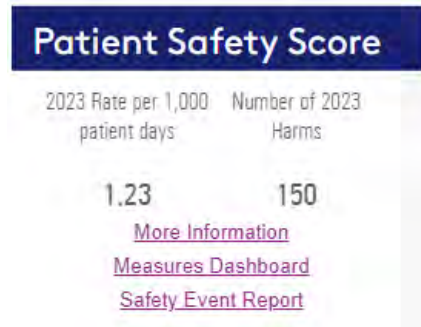 Patient Safety Score
2023 Rate per 1,000 Number of 2023
patient days Harms
1.23 150
More Information
Measures Dashboard
Safety Event Report